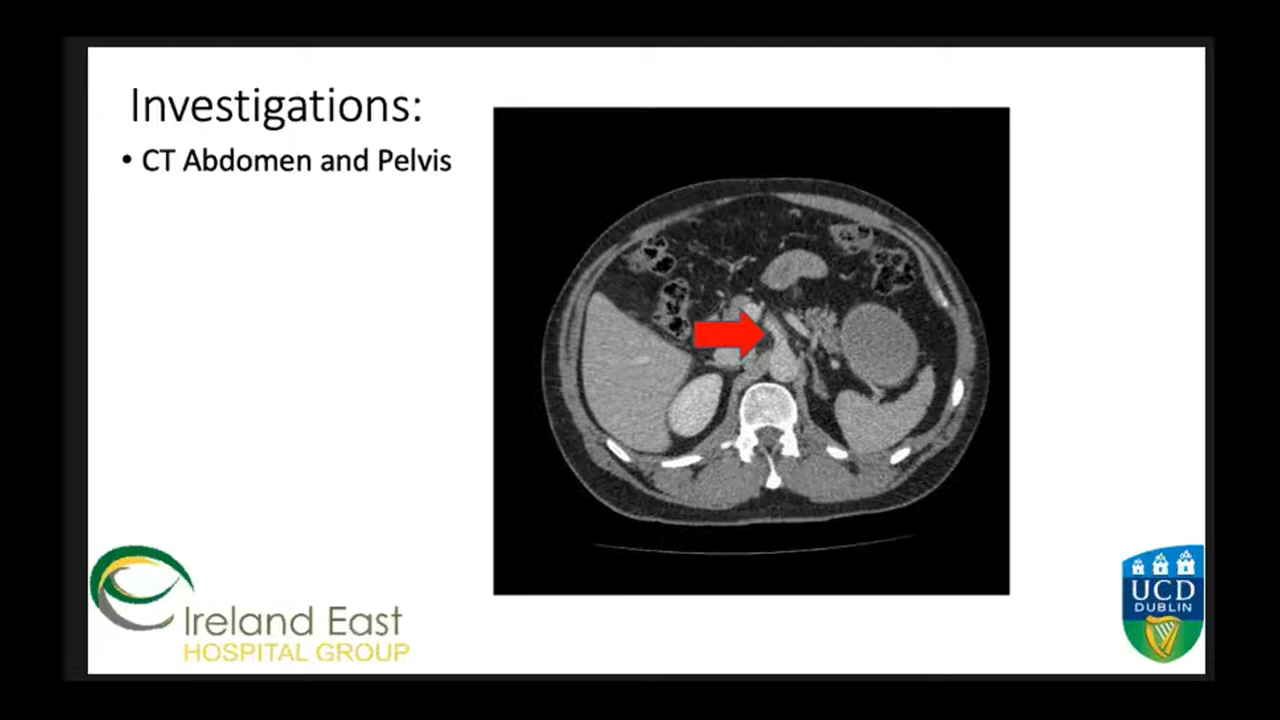 Investigations:
• CT Abdomen and Pelvis
Ireland East
HOSPITAL GROUP
UCD
DUBLIN